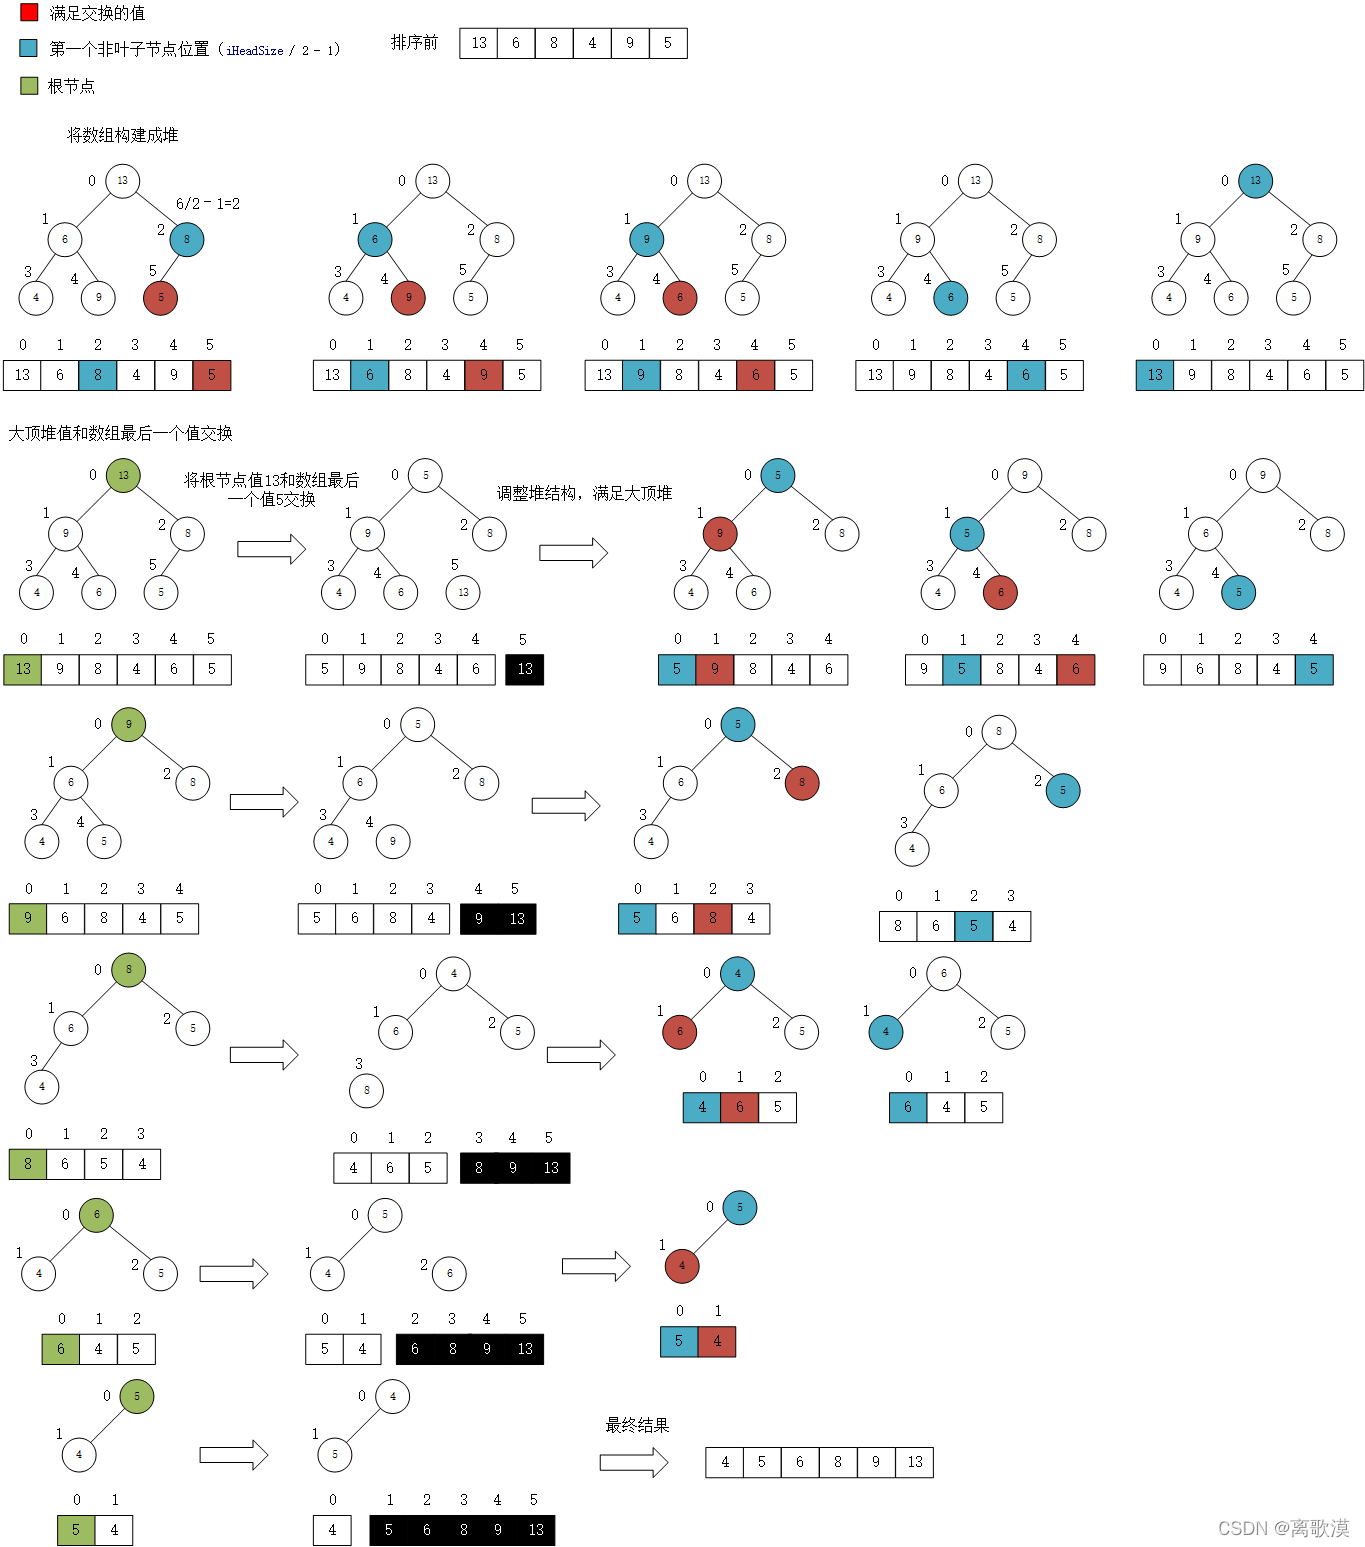 满足交换的值
第一个非叶子节点位置（iHeadSize / 2 - 1）
排序前 13 6 8 4 9 5
根节点
将数组构建成堆
0 13 0 13 0 13 0 13 0 13
6/2-1=2
1 6 2 8 1 6 2 8 1 9 2 8 1 9 2 8 1 9 2 8
3 4 4 9 5 5 3 4 4 9 5 5 3 4 4 6 5 5 3 4 4 6 5 5 3 4 4 6 5 5
0 1 2 3 4 5 0 1 2 3 4 5 0 1 2 3 4 5 0 1 2 3 4 5 0 1 2 3 4 5
13 6 8 4 9 5 13 6 8 4 9 5 13 9 8 4 6 5 13 9 8 4 6 5 13 9 8 4 6 5
大顶堆值和数组最后一个值交换
0 13 0 5 0 5 0 9 0 9
将根节点值13和数组最后
一个值5交换
调整堆结构，满足大顶堆
1 9 2 8 1 9 2 8 1 9 2 8 1 5 2 8 1 6 2 8
3 4 4 6 5 5 3 4 4 6 5 13 3 4 4 6 3 4 4 6 3 4 4 5
0 1 2 3 4 5 0 1 2 3 4 5 0 1 2 3 4 0 1 2 3 4 0 1 2 3 4
13 9 8 4 6 5 5 9 8 4 6 13 5 9 8 4 6 9 5 8 4 6 9 6 8 4 5
0 9 0 5 0 5 0 8
1 6 2 8 1 6 2 8 1 6 2 8 1 6 2 5
3 4 4 5 3 4 4 9 3 4 3 4
0 1 2 3 4 0 1 2 3 4 5 0 1 2 3 0 1 2 3
9 6 8 4 5 5 6 8 4 9 13 5 6 8 4 8 6 5 4
0 8 0 4 0 4 0 6
1 6 2 5 1 6 2 5 1 6 2 5 1 4 2 5
3 4 3 8
0 1 2 0 1 2
4 6 5 6 4 5
0 1 2 3 0 1 2 3 4 5
8 6 5 4 4 6 5 8 9 13
0 6 0 5 0 5
1 4 2 5 1 4 2 6 1 4
0 1 2 0 1 2 3 4 5 0 1
6 4 5 5 4 6 8 9 13 5 4
0 5 0 4
1 4 1 5
最终结果
4 5 6 8 9 13
0 1 0 1 2 3 4 5
5 4 4 5 6 8 9 13
CSDN @离歌漠